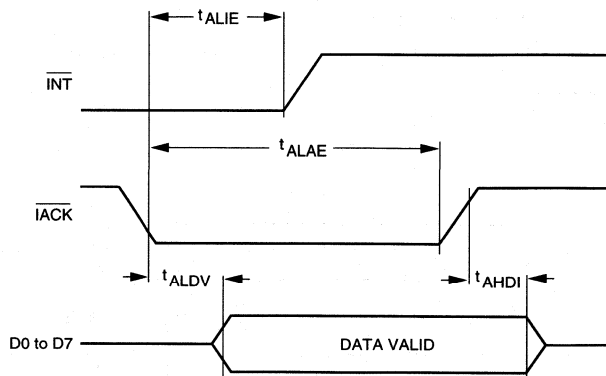 tALIE
INT
tALAE
IACK
tALDV
tAHDI
D0 to D7
DATA VALID